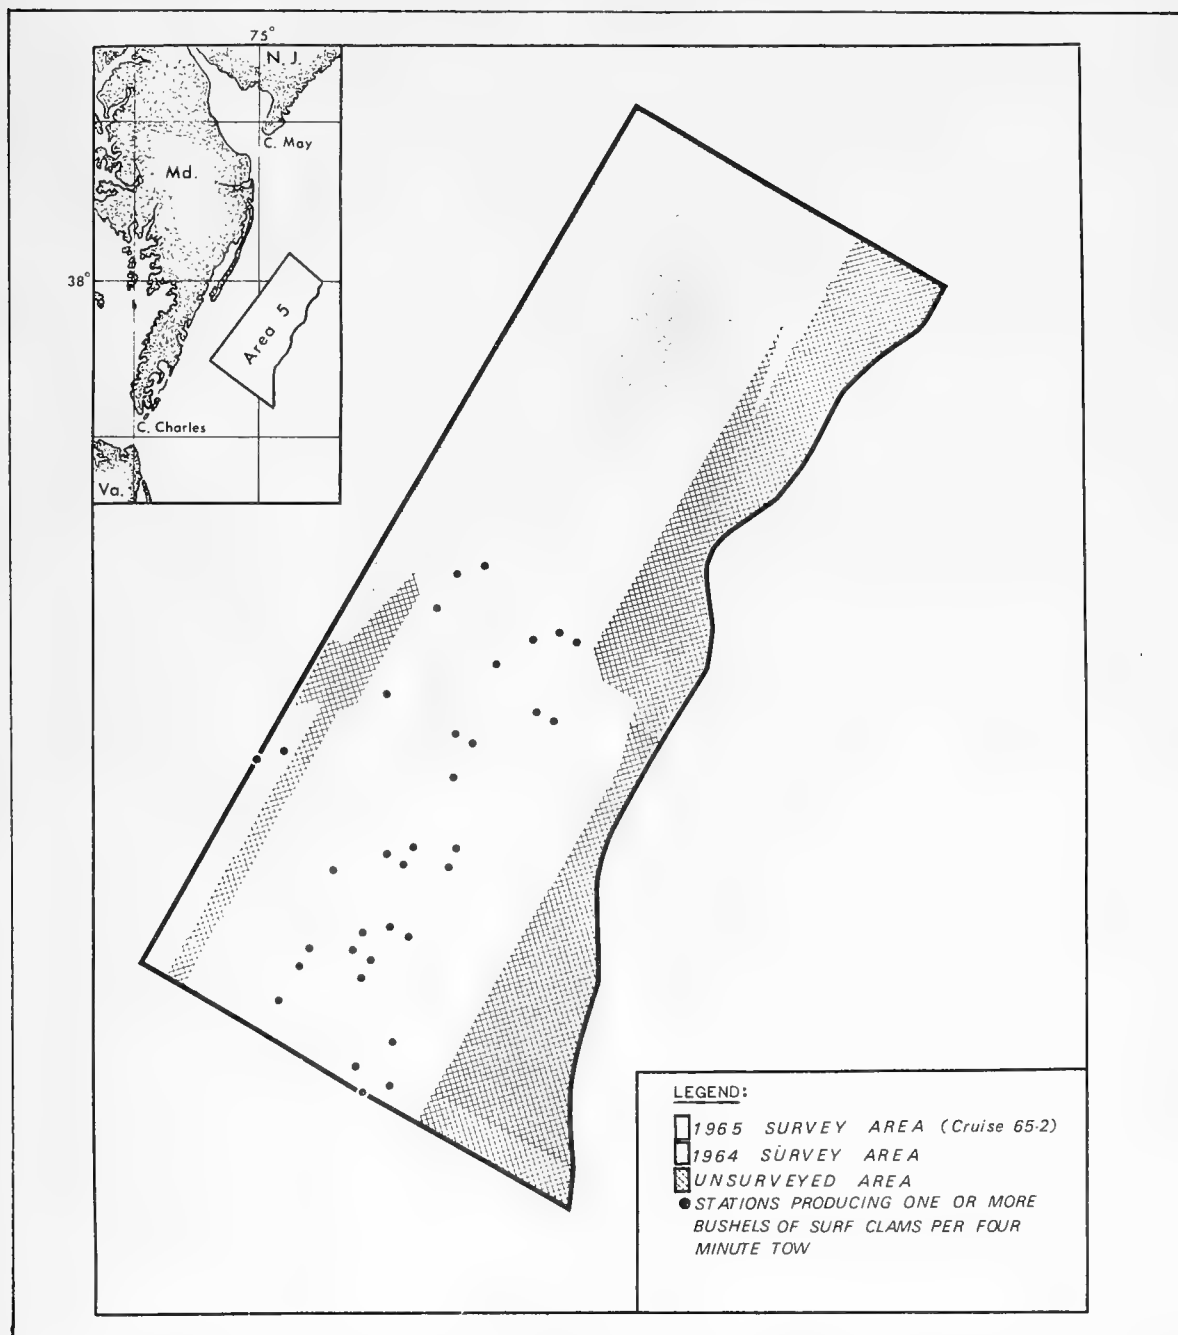 75°
N. J.
C. May
Md.
38°
Area 5
C. Charles
Va.
LEGEND:
1965 SURVEY AREA (Cruise 65-2)
1964 SURVEY AREA
UNSURVEYED AREA
STATIONS PRODUCING ONE OR MORE
BUSHELS OF SURF CLAMS PER FOUR
MINUTE TOW